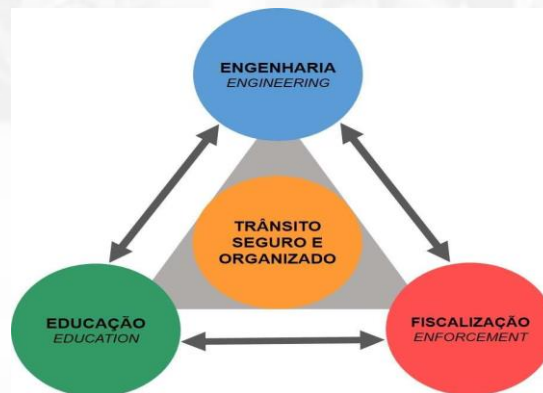 ENGENHARIA
ENGINEERING
TRÂNSITO
SEGURO E
ORGANIZADO
EDUCAÇÃO
EDUCATION
FISCALIZAÇÃO
ENFORCEMENT